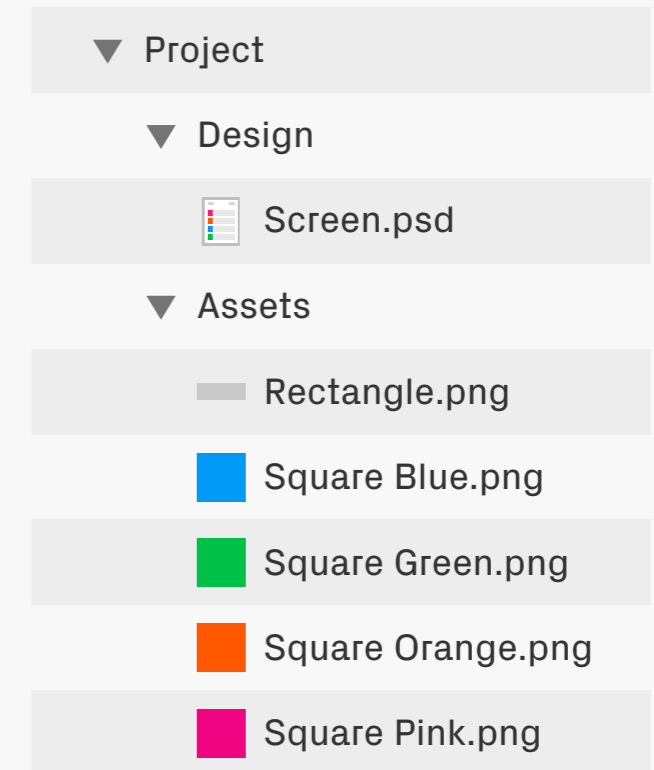 Project
Design
Screen.psd
Assets
Rectangle.png
Square Blue.png
Square Green.png
Square Orange.png
Square Pink.png